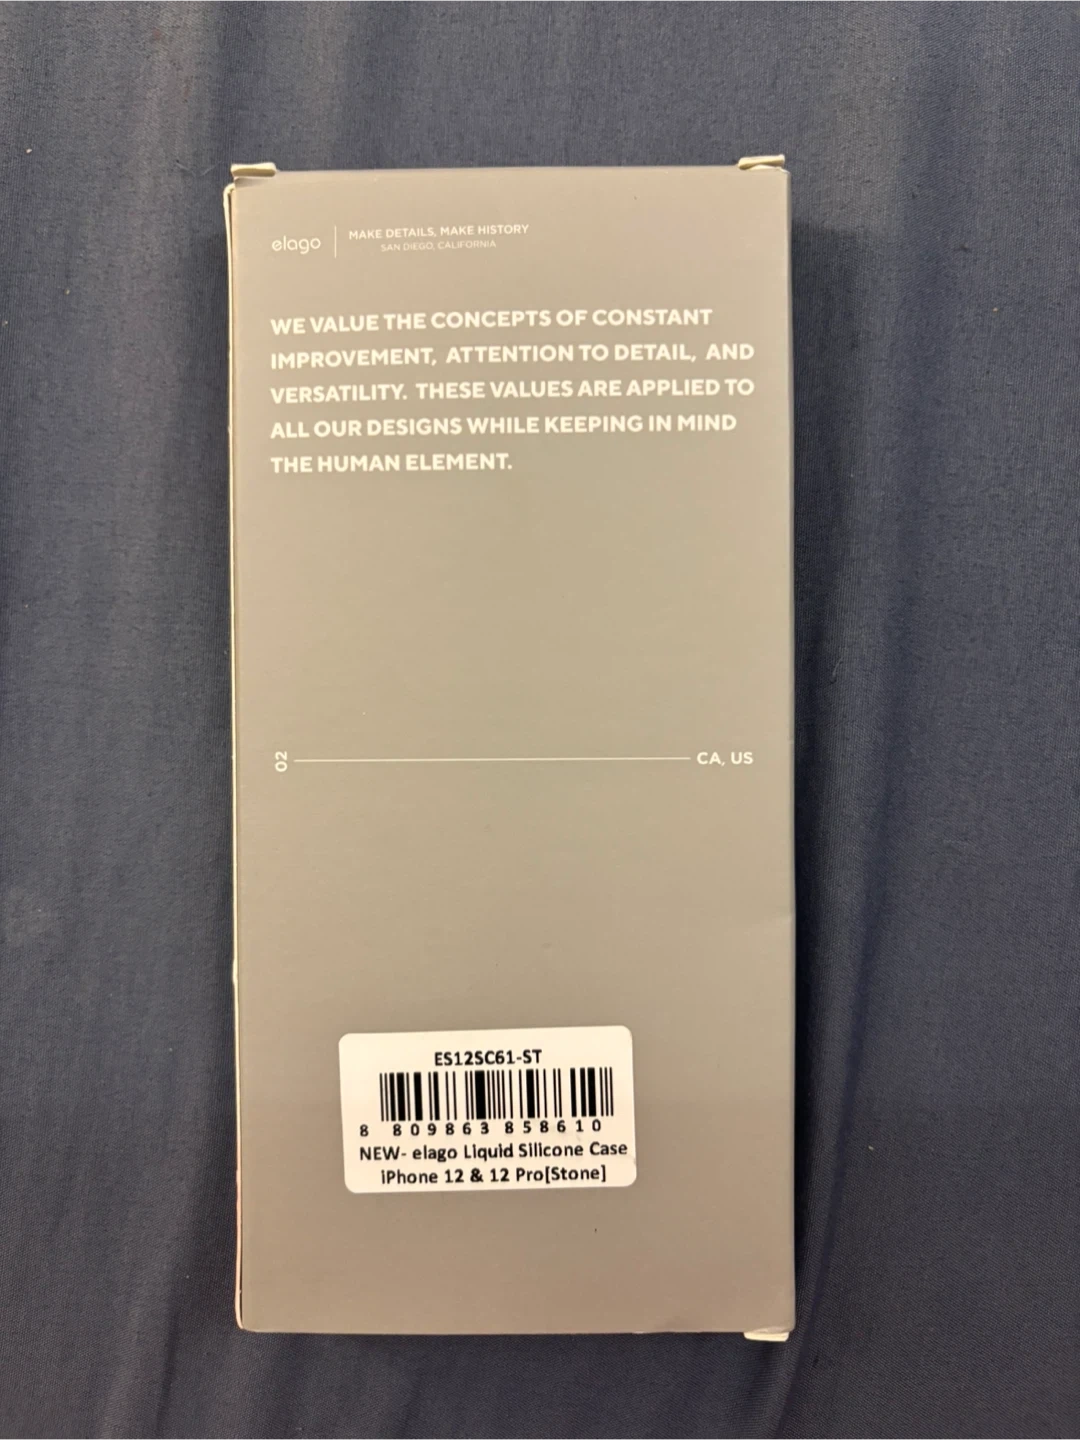 elago
MAKE DETAILS, MAKE HISTORY
SAN DIEGO, CALIFORNIA
WE VALUE THE CONCEPTS OF CONSTANT
IMPROVEMENT, ATTENTION TO DETAIL, AND
VERSATILITY. THESE VALUES ARE APPLIED TO
ALL OUR DESIGNS WHILE KEEPING IN MIND
THE HUMAN ELEMENT.
02
CA, US
ES12SC61-ST
8 809863 858610
NEW- elago Liquid Silicone Case
iPhone 12 & 12 Pro[Stone]